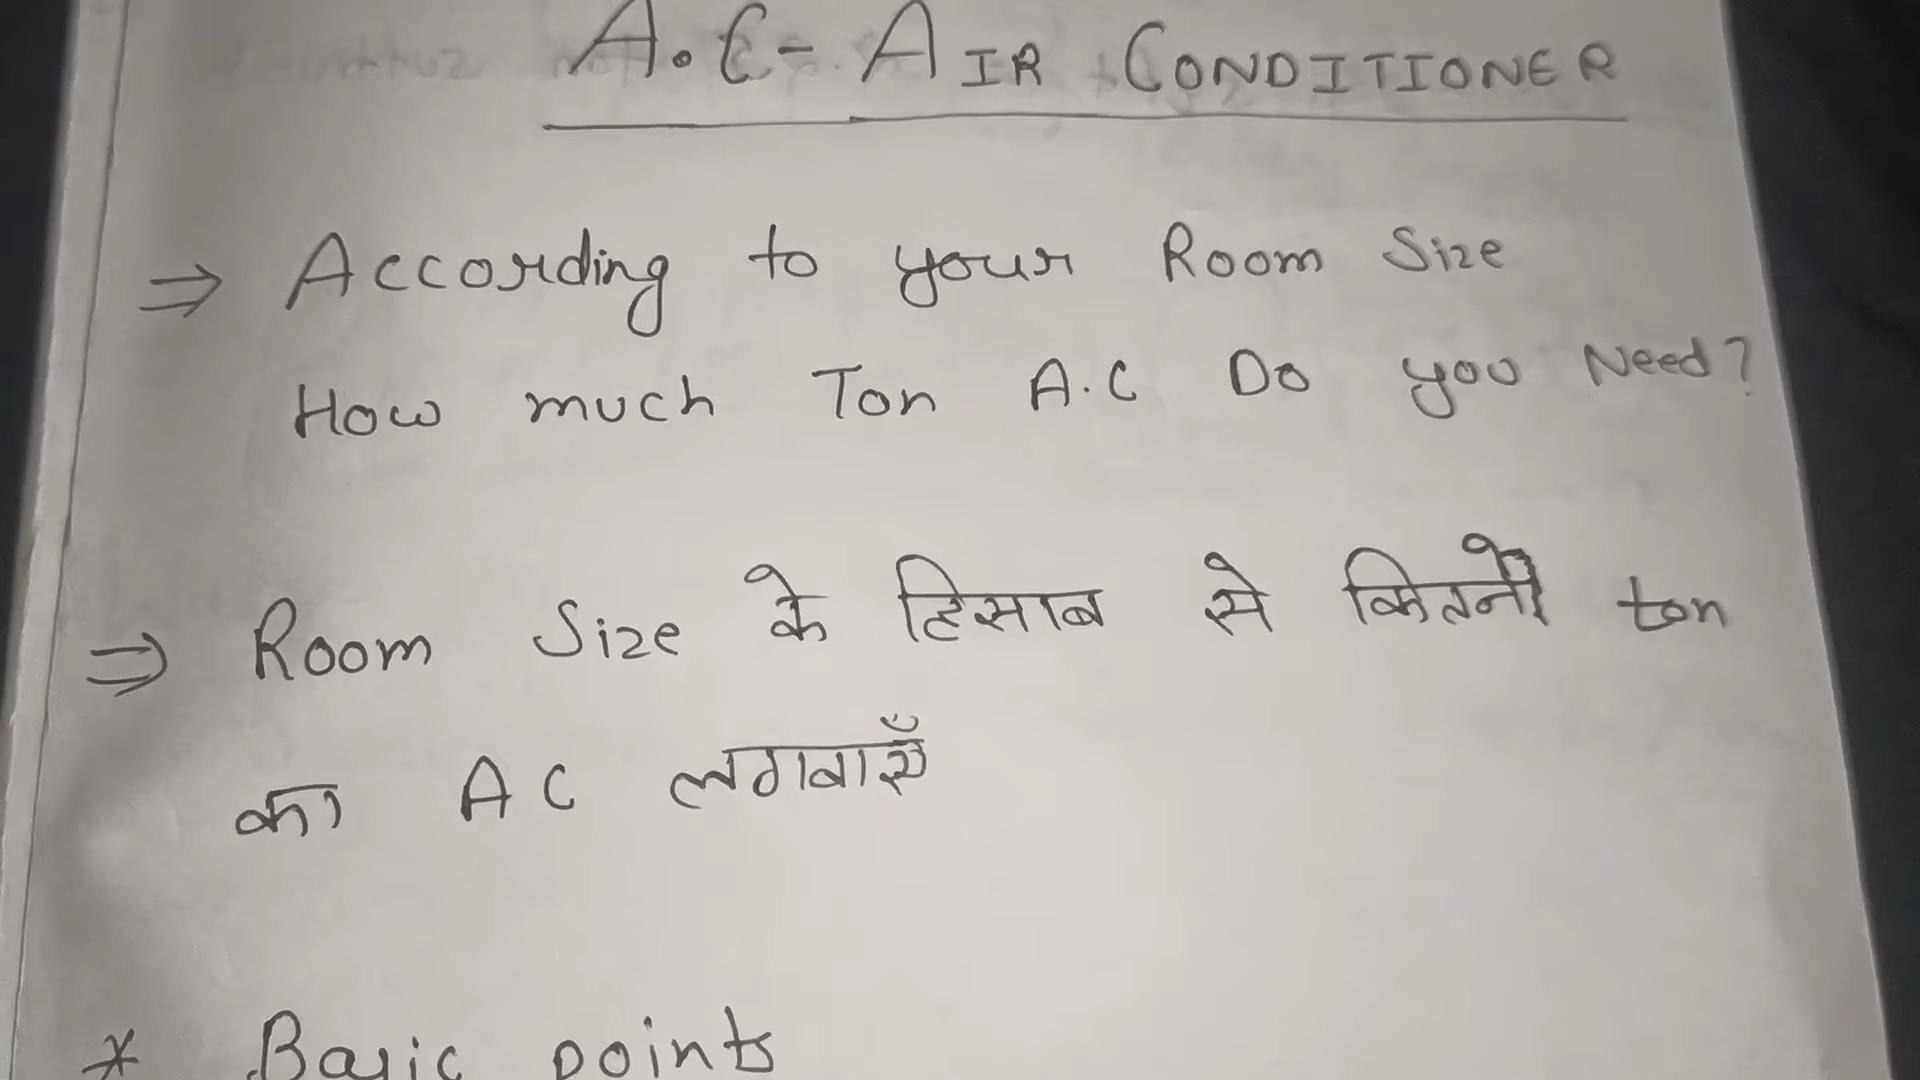 A.C - AIR CONDITIONER
⇒ According to your Room Size
How much Ton A.C Do you Need?
⇒ Room Size के हिसाब से कितने ton
का AC लगबाएँ
* Basic points